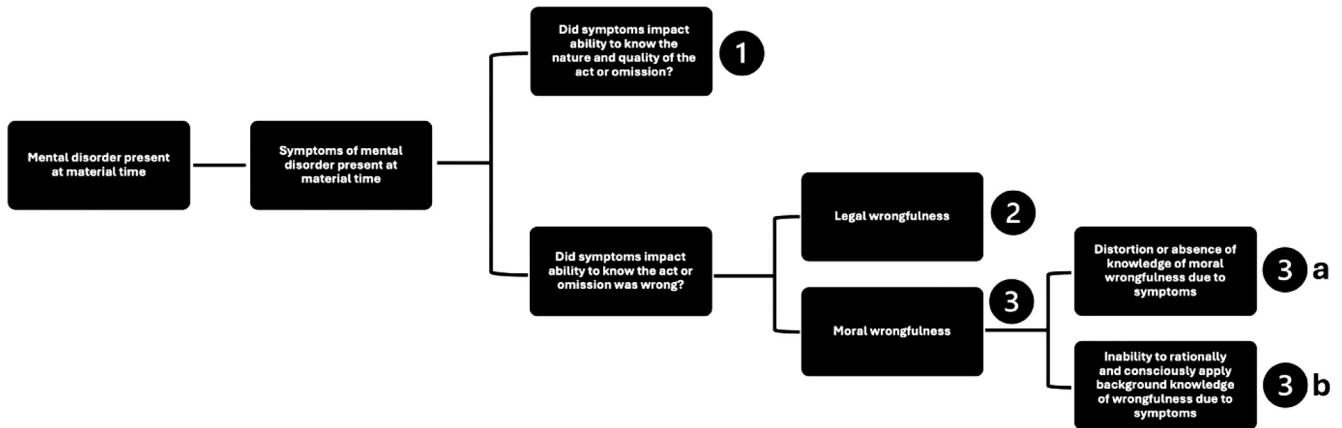 Mental disorder present
at material time
Symptoms of mental
disorder present at
material time
Did symptoms impact
ability to know the
nature and quality of the
act or omission?
1
Did symptoms impact
ability to know the act or
omission was wrong?
Legal wrongfulness
2
Moral wrongfulness
3
Distortion or absence of
knowledge of moral
wrongfulness due to
symptoms
3 a
Inability to rationally
and consciously apply
background knowledge
of wrongfulness due to
symptoms
3 b